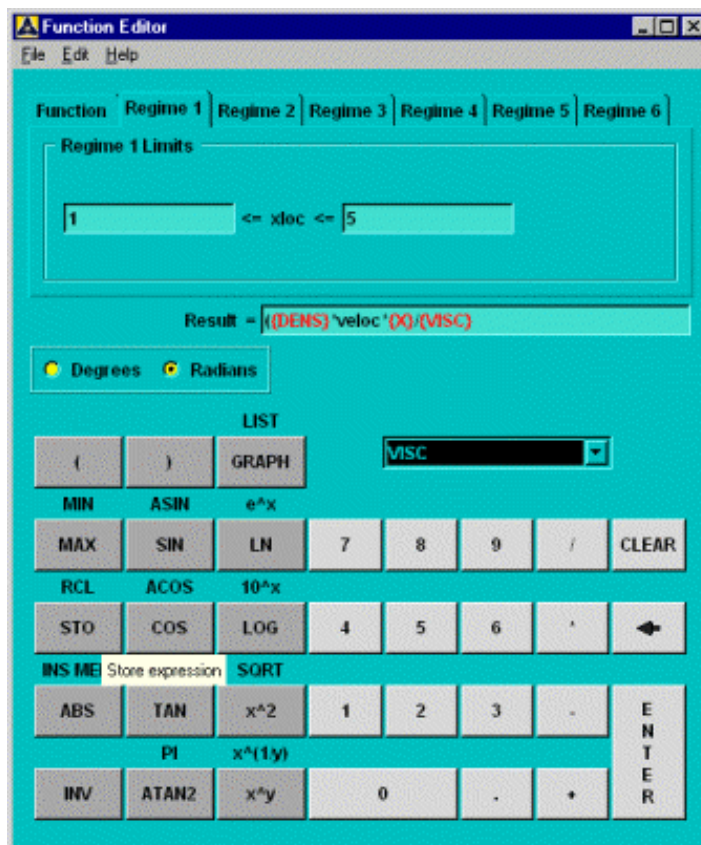 Function Editor
File Edit Help
Function Regime 1 Regime 2 Regime 3 Regime 4 Regime 5 Regime 6
Regime 1 Limits
1 <= xloc <= 5
Result = ({DENS}*veloc*{X}/{VISC}
Degrees Radians
LIST
( ) GRAPH VISC
MIN ASIN e^x
MAX SIN LN 7 8 9 / CLEAR
RCL ACOS 10^x
STO COS LOG 4 5 6 *
INS ME Store expression SQRT
ABS TAN x^2 1 2 3 -
PI x^(1/y)
INV ATAN2 x^y 0 . + ENTER